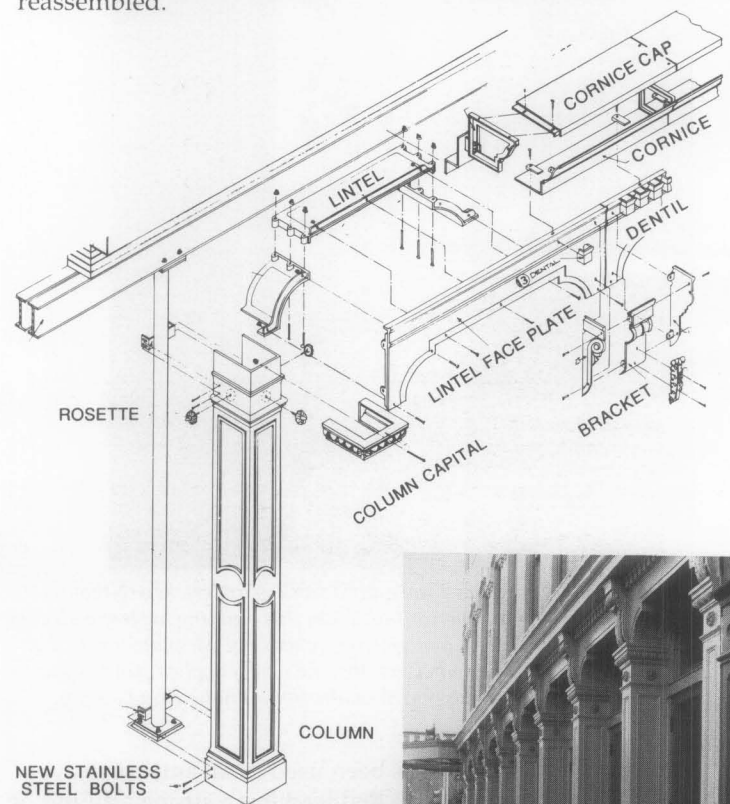 reassembled.
CORNICE CAP
CORNICE
LINTEL
DENTIL
3 DENTAL
LINTEL FACE PLATE
ROSETTE
BRACKET
COLUMN CAPITAL
COLUMN
NEW STAINLESS
STEEL BOLTS